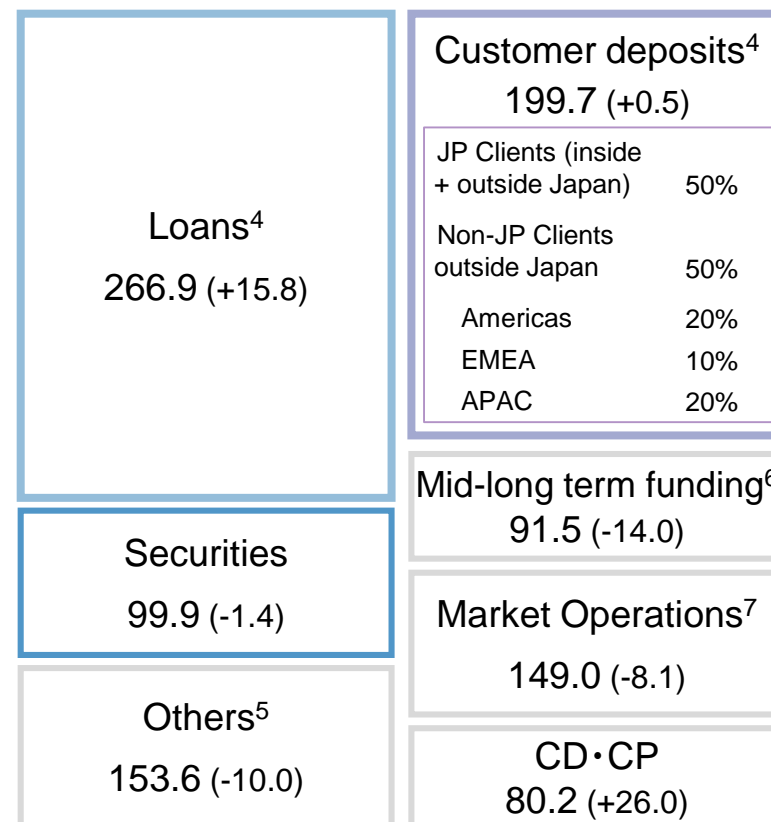 Loans4
266.9 (+15.8)
Securities
99.9 (-1.4)
Others5
153.6 (-10.0)
Customer deposits4
199.7 (+0.5)
JP Clients (inside
+ outside Japan) 50%
Non-JP Clients
outside Japan 50%
Americas 20%
EMEA 10%
APAC 20%
Mid-long term funding6
91.5 (-14.0)
Market Operations7
149.0 (-8.1)
CD・CP
80.2 (+26.0)